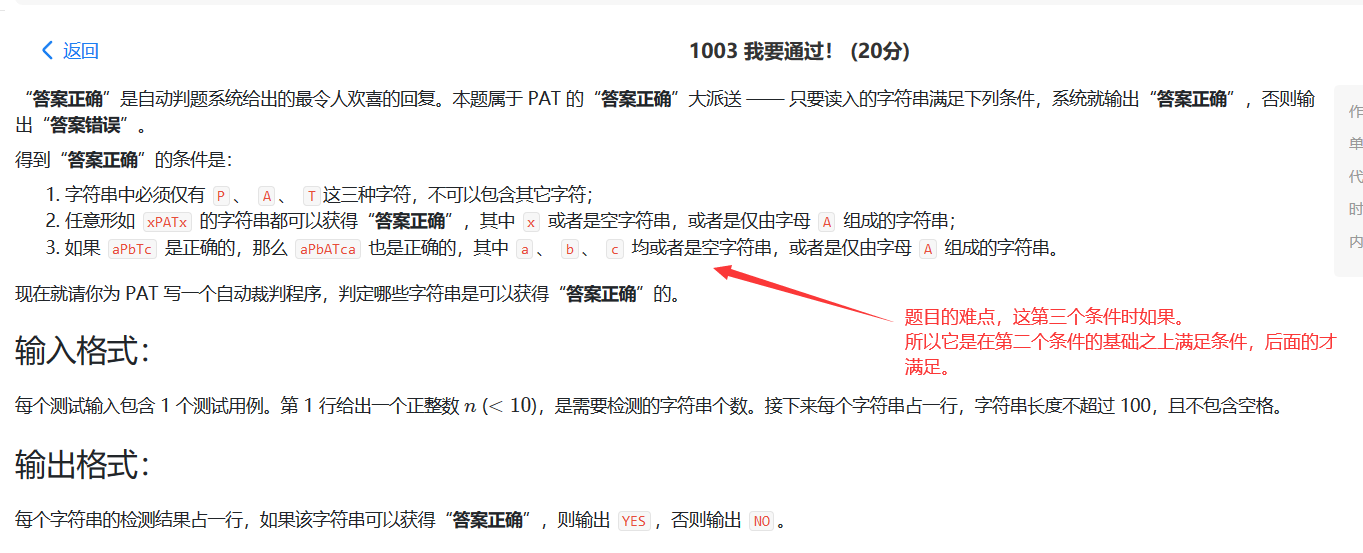 返回
1003 我要通过！ (20分)
“答案正确”是自动判题系统给出的最令人欢喜的回复。本题属于 PAT 的“答案正确”大派送 —— 只要读入的字符串满足下列条件，系统就输出“答案正确”，否则输
出“答案错误”。
得到“答案正确”的条件是：
1. 字符串中必须仅有 P 、 A 、 T 这三种字符，不可以包含其它字符；
2. 任意形如 xPATx 的字符串都可以获得“答案正确”，其中 x 或者是空字符串，或者是仅由字母 A 组成的字符串；
3. 如果 aPbTc 是正确的，那么 aPbATca 也是正确的，其中 a 、 b 、 c 均或者是空字符串，或者是仅由字母 A 组成的字符串。
现在就请你为 PAT 写一个自动裁判程序，判定哪些字符串是可以获得“答案正确”的。
题目的难点，这第三个条件时如果。
所以它是在第二个条件的基础之上满足条件，后面的才
满足。
输入格式：
每个测试输入包含 1 个测试用例。第 1 行给出一个正整数 n (< 10)，是需要检测的字符串个数。接下来每个字符串占一行，字符串长度不超过 100，且不包含空格。
输出格式：
每个字符串的检测结果占一行，如果该字符串可以获得“答案正确”，则输出 YES ，否则输出 NO 。
作
单
代
时
内